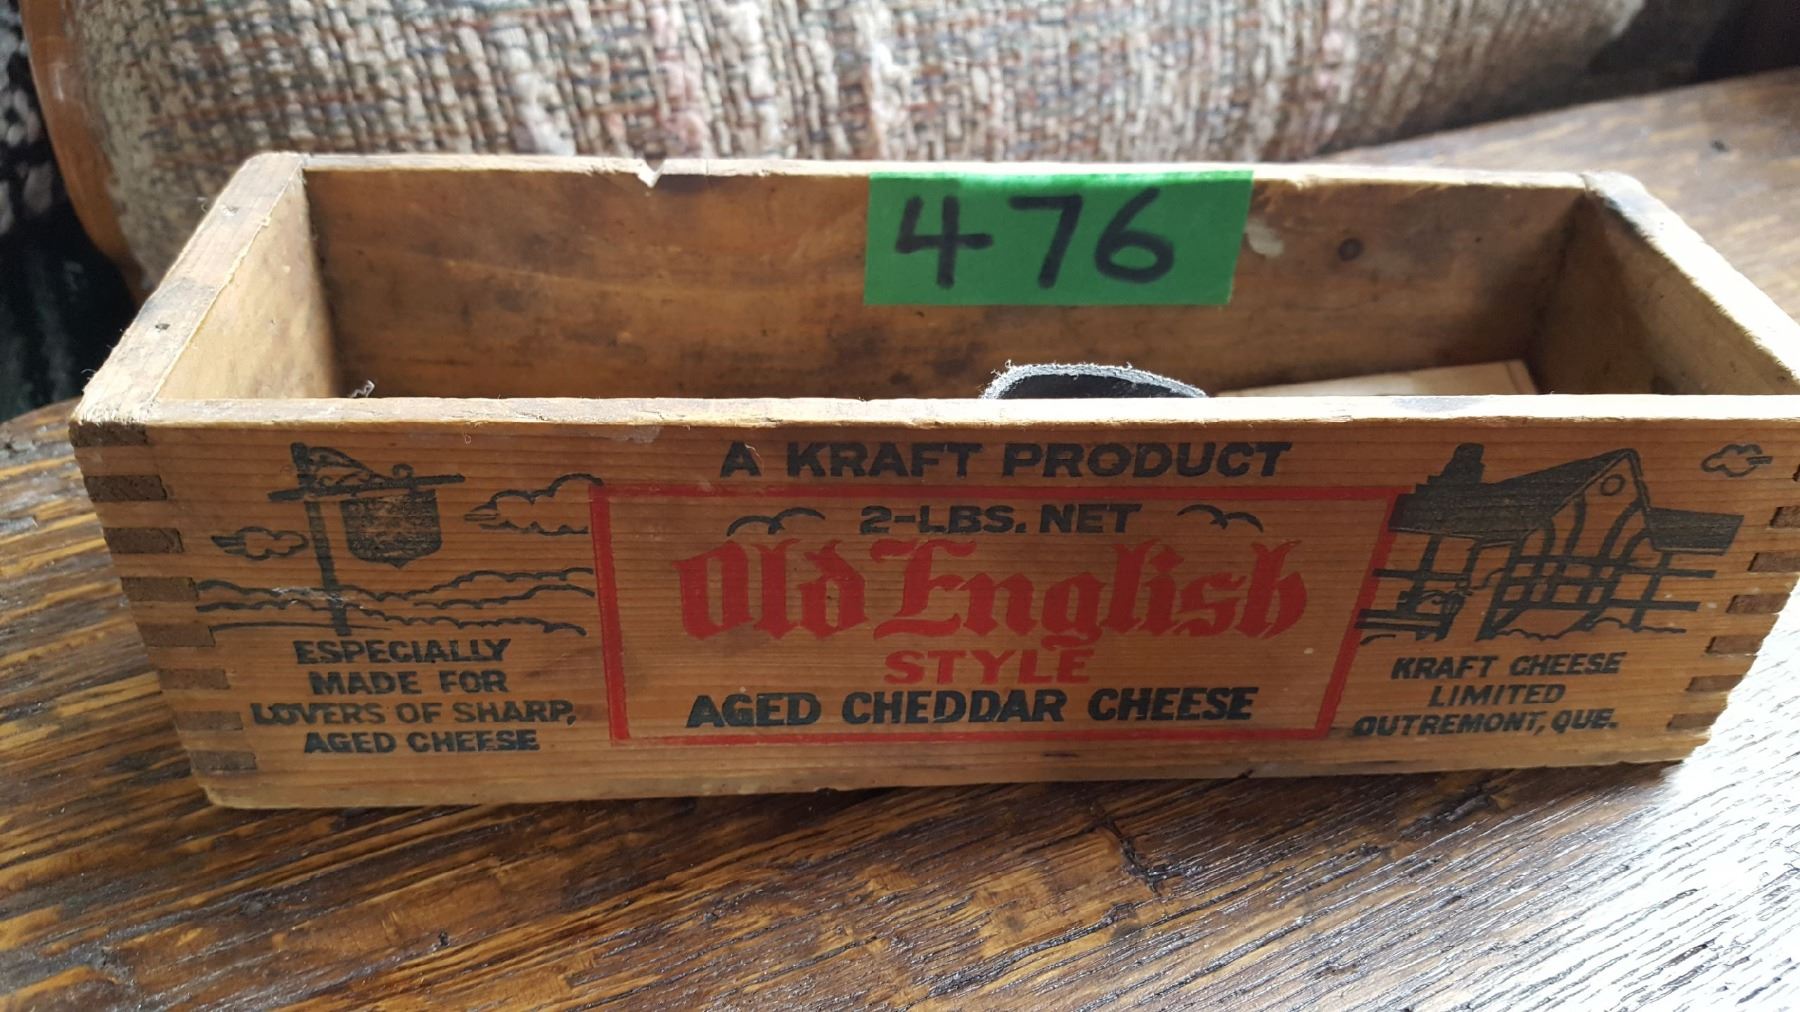 476
A KRAFT PRODUCT
2-LBS. NET
Old English
STYLE
AGED CHEDDAR CHEESE
ESPECIALLY
MADE FOR
LOVERS OF SHARP,
AGED CHEESE
KRAFT CHEESE
LIMITED
OUTREMONT, QUE.